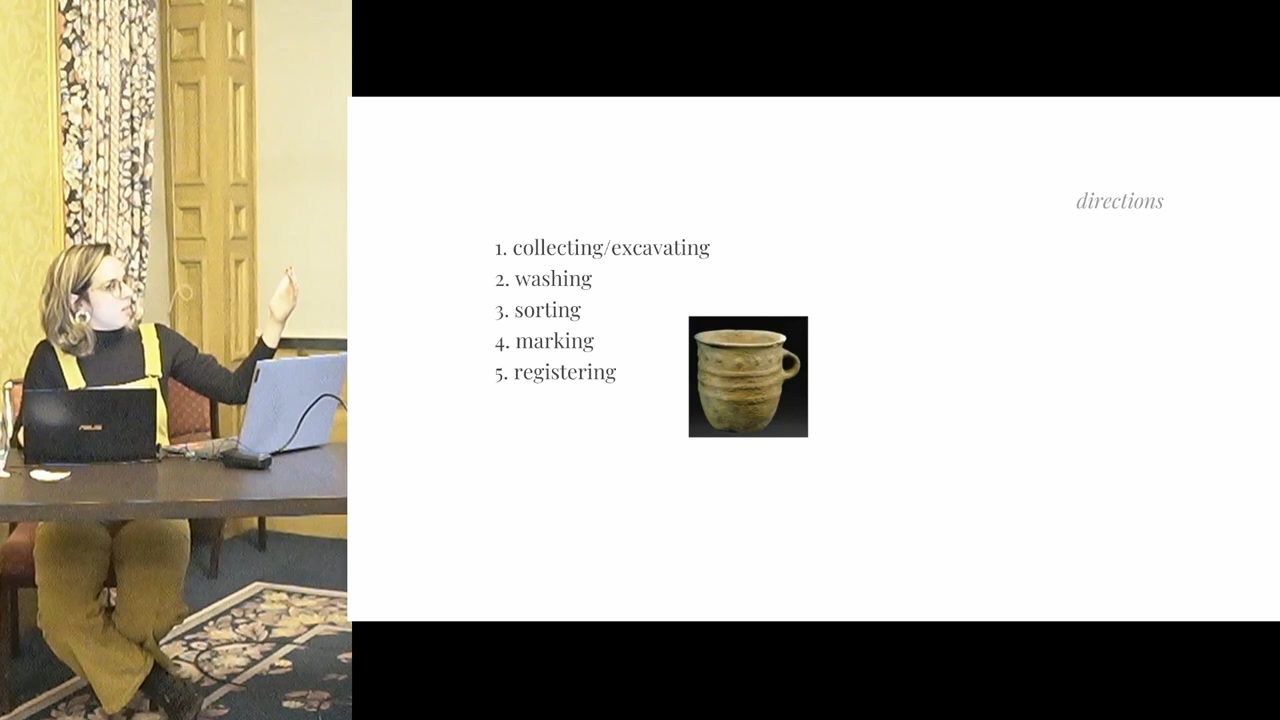 directions
1. collecting/excavating
2. washing
3. sorting
4. marking
5. registering
ASUS